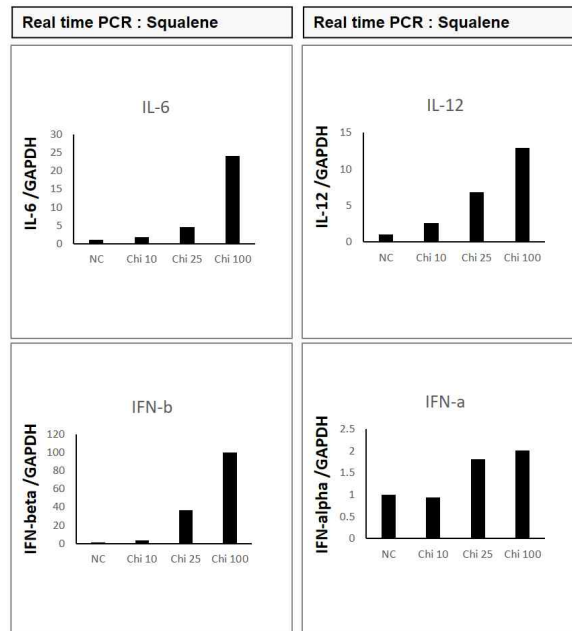 Real time PCR : Squalene
Real time PCR : Squalene
IL-6
IL-6 /GAPDH
30
25
20
15
10
5
0
NC Chi 10 Chi 25 Chi 100
IL-12
IL-12 /GAPDH
15
10
5
0
NC Chi 10 Chi 25 Chi 100
IFN-b
IFN-beta /GAPDH
120
100
80
60
40
20
0
NC Chi 10 Chi 25 Chi 100
IFN-a
IFN-alpha /GAPDH
2.5
2
1.5
1
0.5
0
NC Chi 10 Chi 25 Chi 100